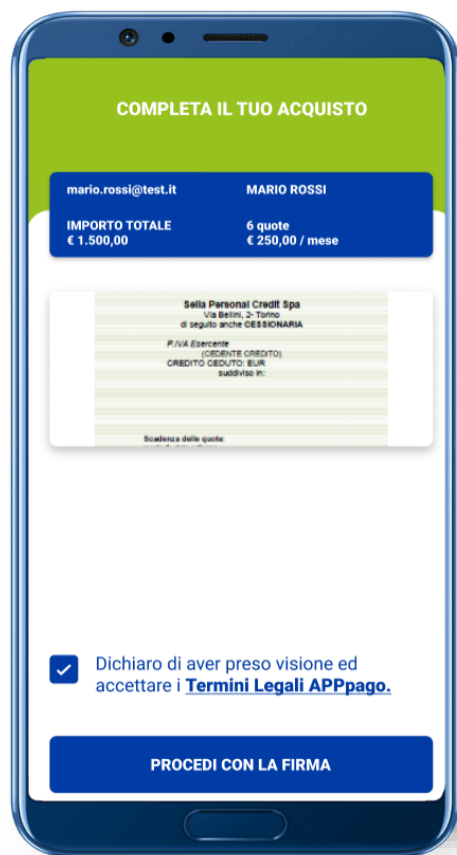 COMPLETA IL TUO ACQUISTO
mario.rossi@test.it MARIO ROSSI
IMPORTO TOTALE 6 quote
€ 1.500,00 € 250,00 / mese
Sella Personal Credit Spa
Via Bellini, 2- Torino
di seguito anche CESSIONARIA
P.IVA Esercente
(CEDENTE CREDITO)
CREDITO CEDUTO: EUR
suddiviso in:
Scadenza delle quote:
Dichiaro di aver preso visione ed
accettare i Termini Legali APPpago.
PROCEDI CON LA FIRMA